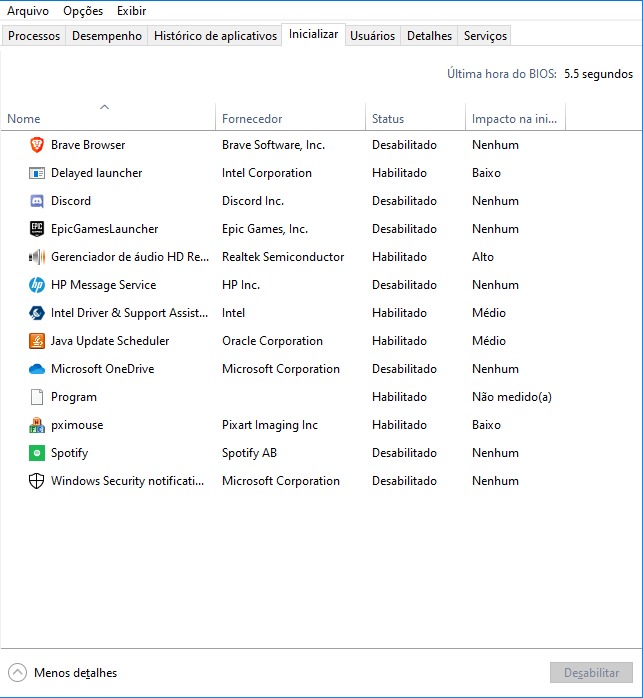 Arquivo Opções Exibir
Processos Desempenho Histórico de aplicativos Inicializar Usuários Detalhes Serviços
Última hora do BIOS: 5.5 segundos
Nome Fornecedor Status Impacto na ini...
Brave Browser Brave Software, Inc. Desabilitado Nenhum
Delayed launcher Intel Corporation Habilitado Baixo
Discord Discord Inc. Desabilitado Nenhum
EpicGamesLauncher Epic Games, Inc. Desabilitado Nenhum
Gerenciador de áudio HD Re... Realtek Semiconductor Habilitado Alto
HP Message Service HP Inc. Desabilitado Nenhum
Intel Driver & Support Assist... Intel Habilitado Médio
Java Update Scheduler Oracle Corporation Habilitado Médio
Microsoft OneDrive Microsoft Corporation Desabilitado Nenhum
Program Habilitado Não medido(a)
pximouse Pixart Imaging Inc Habilitado Baixo
Spotify Spotify AB Desabilitado Nenhum
Windows Security notificati... Microsoft Corporation Desabilitado Nenhum
Menos detalhes Desabilitar